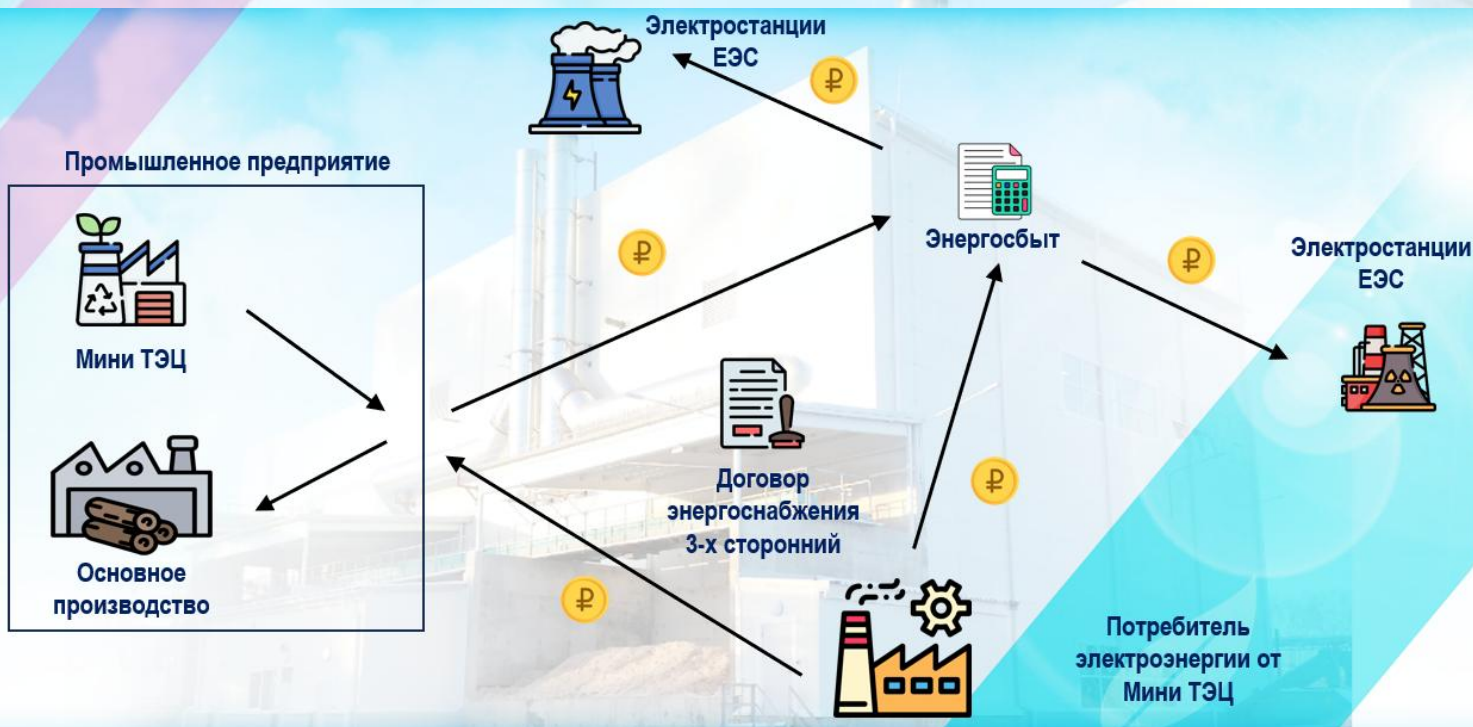 Электростанции
ЕЭС
Промышленное предприятие
₽
₽
Энергосбыт
₽
Электростанции
ЕЭС
Мини ТЭЦ
Договор
энергоснабжения
3-х сторонний
₽
Основное
производство
₽
Потребитель
электроэнергии от
Мини ТЭЦ